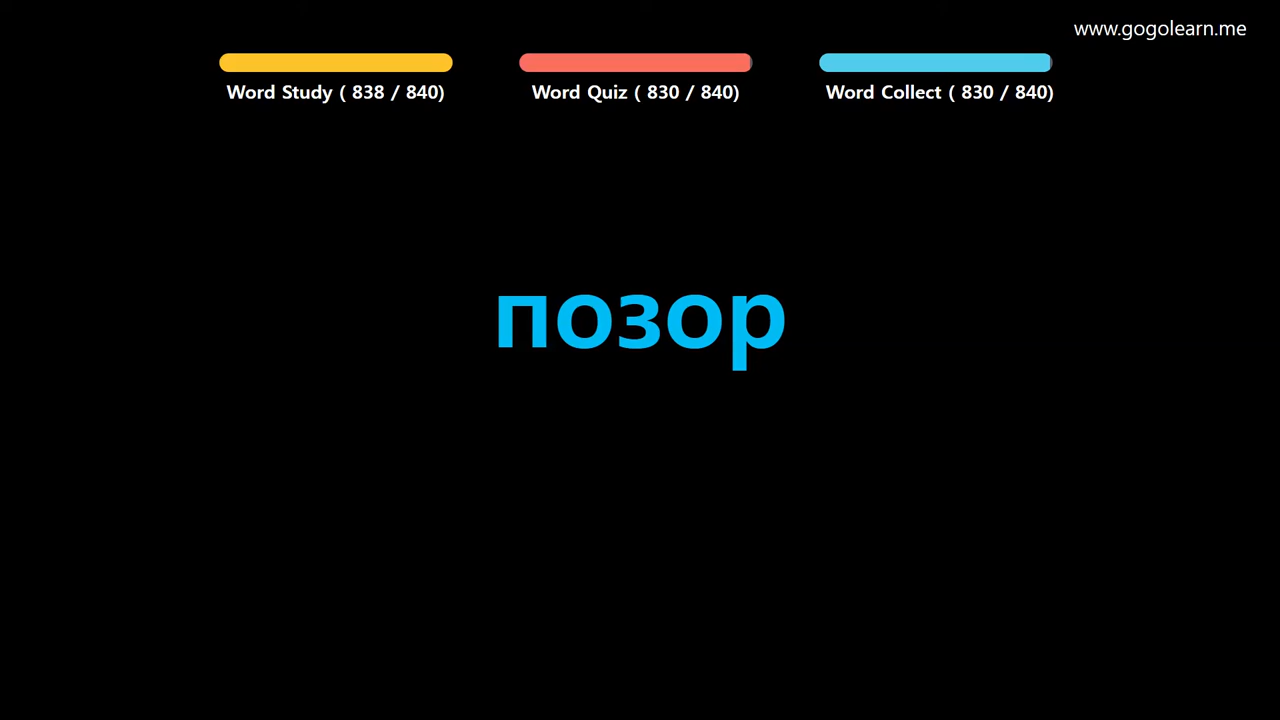 www.gogolearn.me
Word Study ( 838 / 840)
Word Quiz ( 830 / 840)
Word Collect ( 830 / 840)
позор